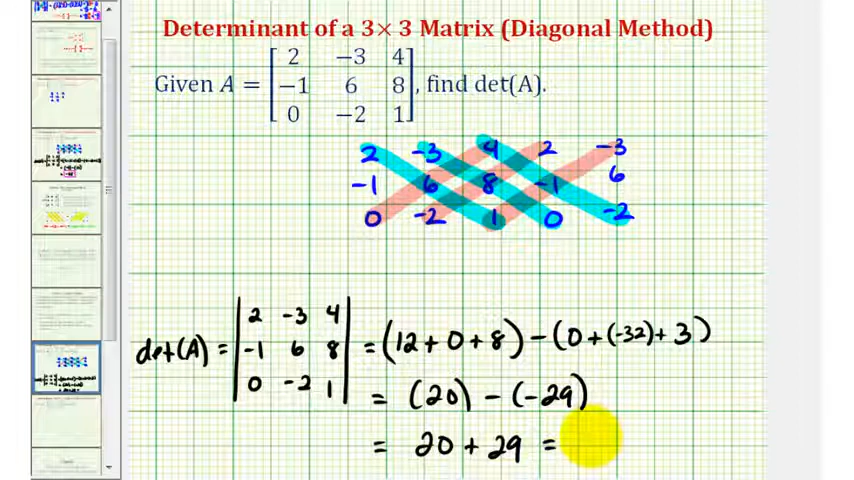 Determinant of a 3× 3 Matrix (Diagonal Method)
2 −3 4
Given A = −1 6 8 , find det(A).
0 −2 1
2 -3 4 2 -3
-1 6 8 -1 6
0 -2 1 0 -2
2 -3 4
det(A) = -1 6 8 = (12 + 0 + 8) - (0 + (-32) + 3)
0 -2 1
= (20) - (-29)
= 20 + 29 =